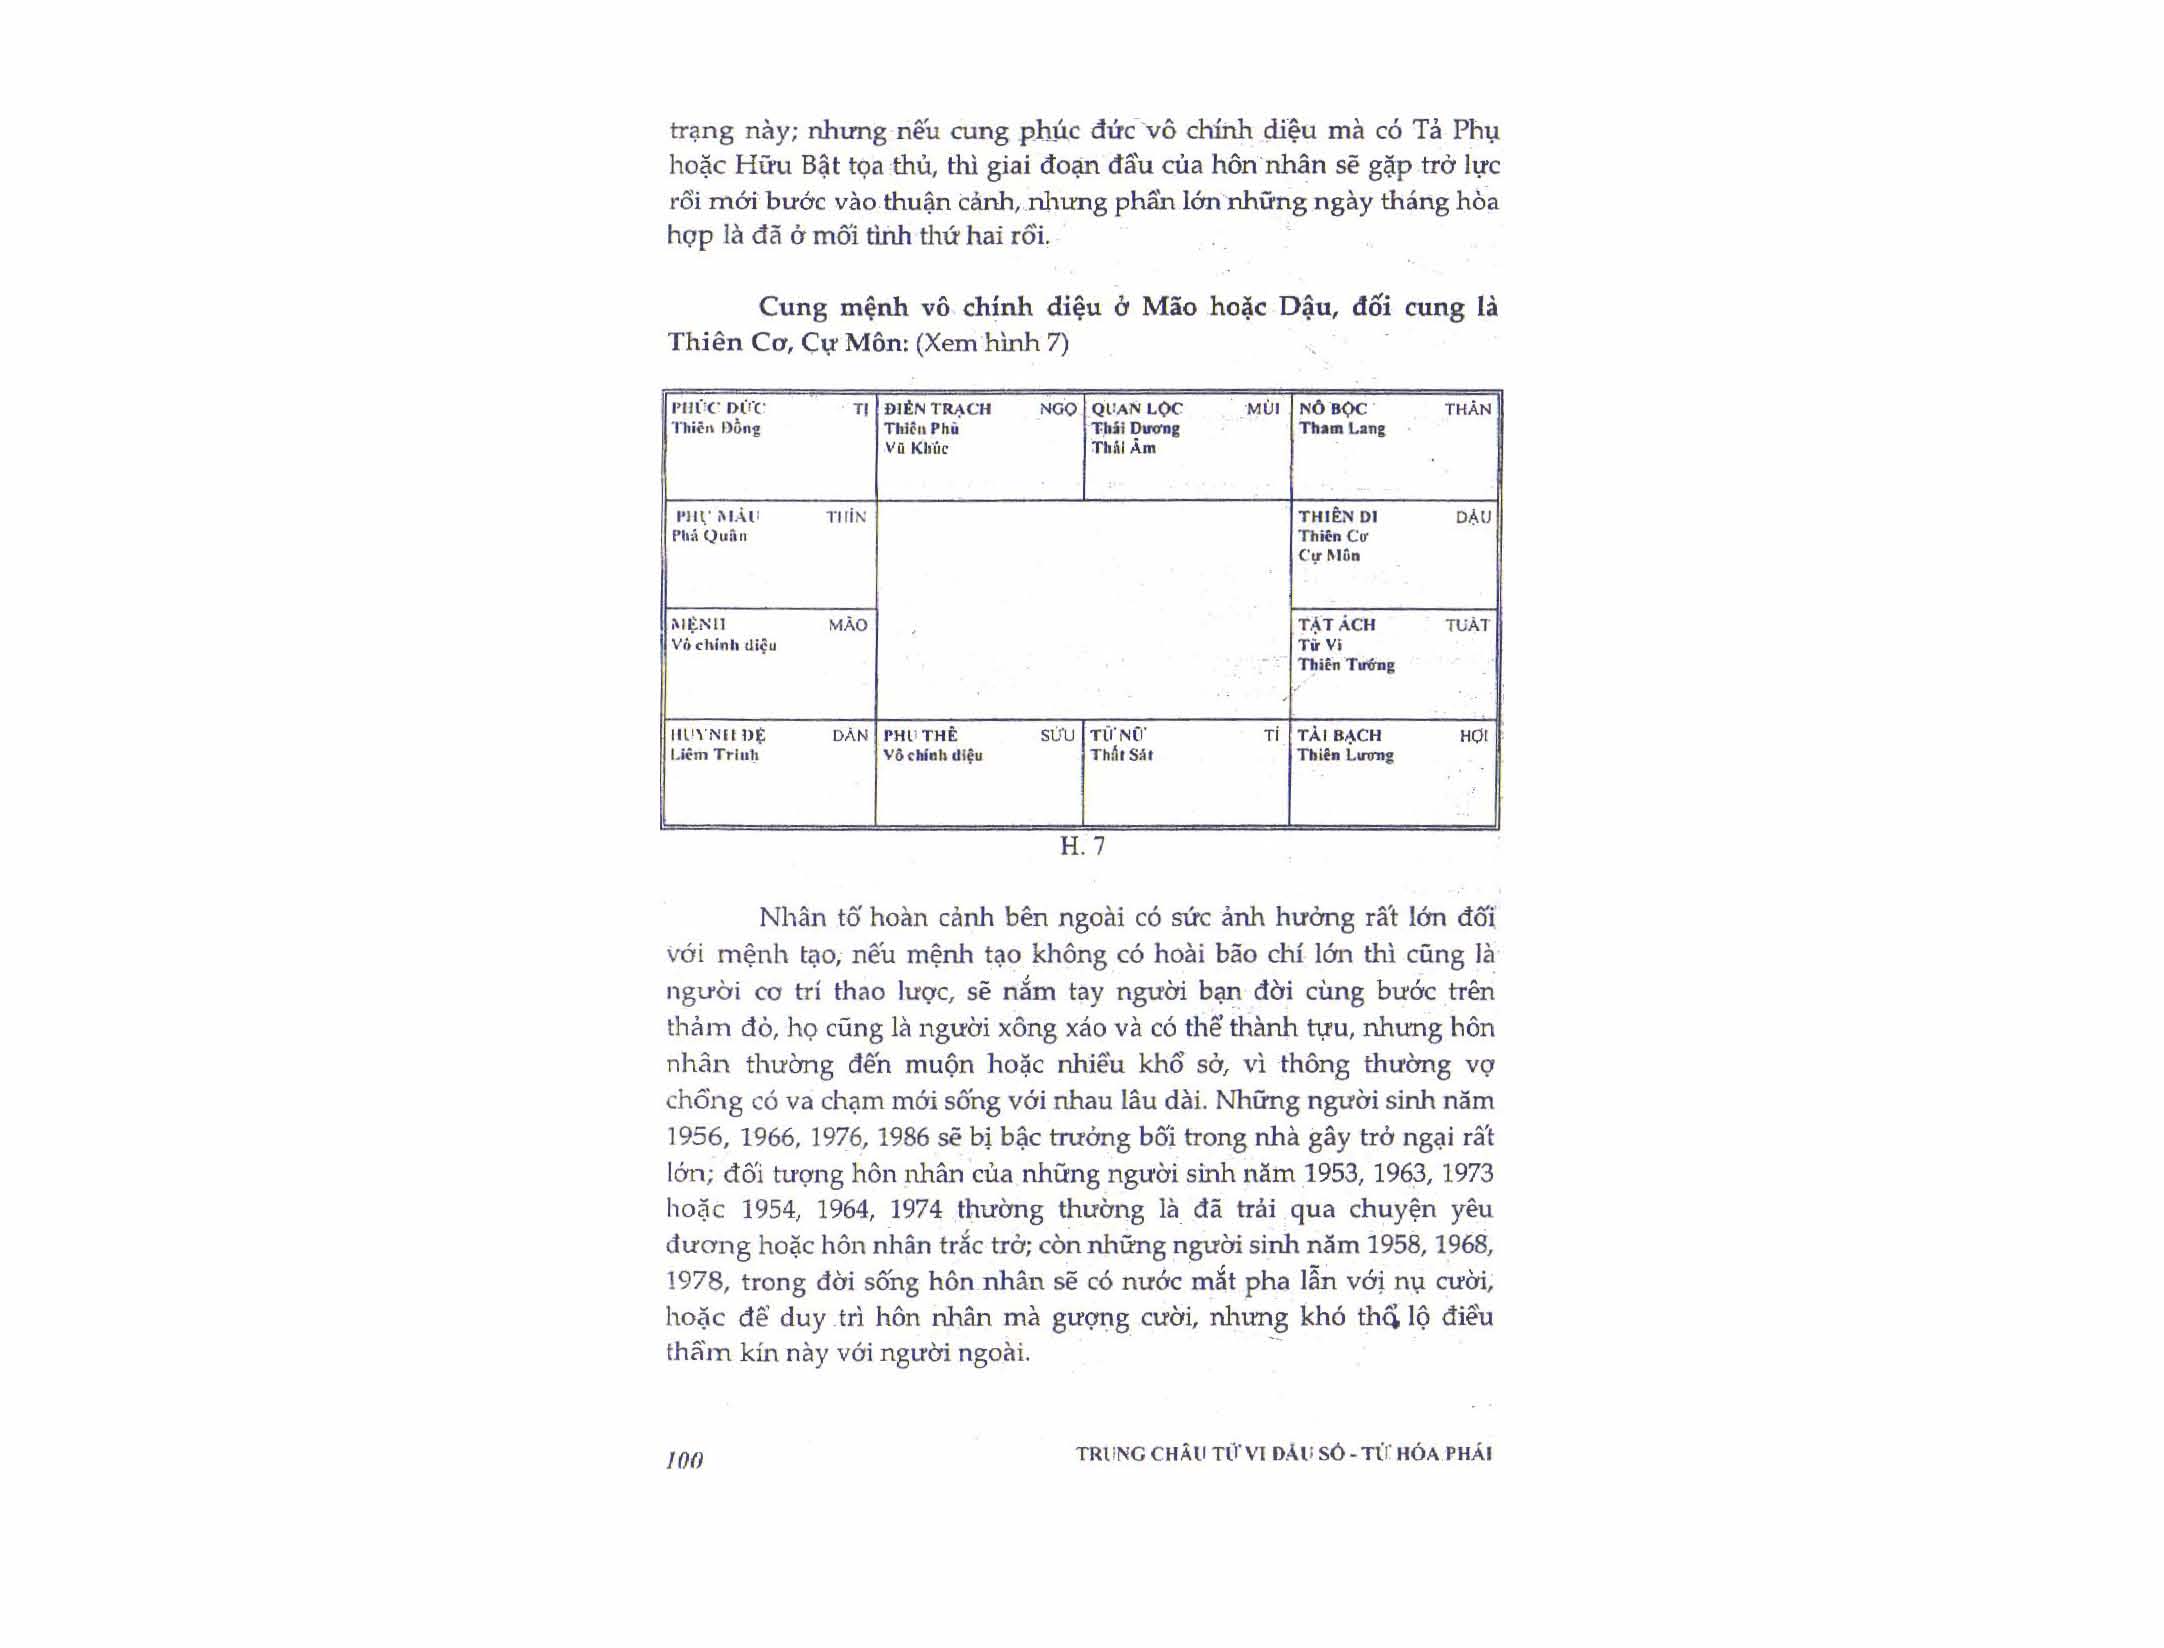 trạng này; nhưng nếu cung phúc đức vô chính diệu mà có Tả Phụ
hoặc Hữu Bật tọa thủ, thì giai đoạn đầu của hôn nhân sẽ gặp trở lực
rồi mới bước vào thuận cảnh, nhưng phần lớn những ngày tháng hòa
hợp là đã ở mối tình thứ hai rồi.
Cung mệnh vô chính diệu ở Mão hoặc Dậu, đối cung là
Thiên Cơ, Cự Môn: (Xem hình 7)
PHÚC ĐỨC TỊ
Thiên Đồng
ĐIỀN TRẠCH NGỌ
Thiên Phủ
Vũ Khúc
QUAN LỘC MÙI
Thái Dương
Thái Âm
NÔ BỘC THÂN
Tham Lang
PHỤ MẪU THÌN
Phá Quân
THIÊN DI DẬU
Thiên Cơ
Cự Môn
MỆNH MÃO
Vô chính diệu
TẬT ÁCH TUẤT
Tử Vi
Thiên Tướng
HUYNH ĐỆ DẦN
Liêm Trinh
PHU THÊ SỬU
Vô chính diệu
TỬ NỮ TÍ
Thất Sát
TÀI BẠCH HỢI
Thiên Lương
H. 7
Nhân tố hoàn cảnh bên ngoài có sức ảnh hưởng rất lớn đối
với mệnh tạo, nếu mệnh tạo không có hoài bão chí lớn thì cũng là
người cơ trí thao lược, sẽ nắm tay người bạn đời cùng bước trên
thảm đỏ, họ cũng là người xông xáo và có thể thành tựu, nhưng hôn
nhân thường đến muộn hoặc nhiều khổ sở, vì thông thường vợ
chồng có va chạm mới sống với nhau lâu dài. Những người sinh năm
1956, 1966, 1976, 1986 sẽ bị bậc trưởng bối trong nhà gây trở ngại rất
lớn; đối tượng hôn nhân của những người sinh năm 1953, 1963, 1973
hoặc 1954, 1964, 1974 thường thường là đã trải qua chuyện yêu
đương hoặc hôn nhân trắc trở; còn những người sinh năm 1958, 1968,
1978, trong đời sống hôn nhân sẽ có nước mắt pha lẫn với nụ cười,
hoặc để duy trì hôn nhân mà gượng cười, nhưng khó thổ lộ điều
thầm kín này với người ngoài.
100
TRUNG CHÂU TỬ VI ĐẨU SỐ - TỨ HÓA PHÁI